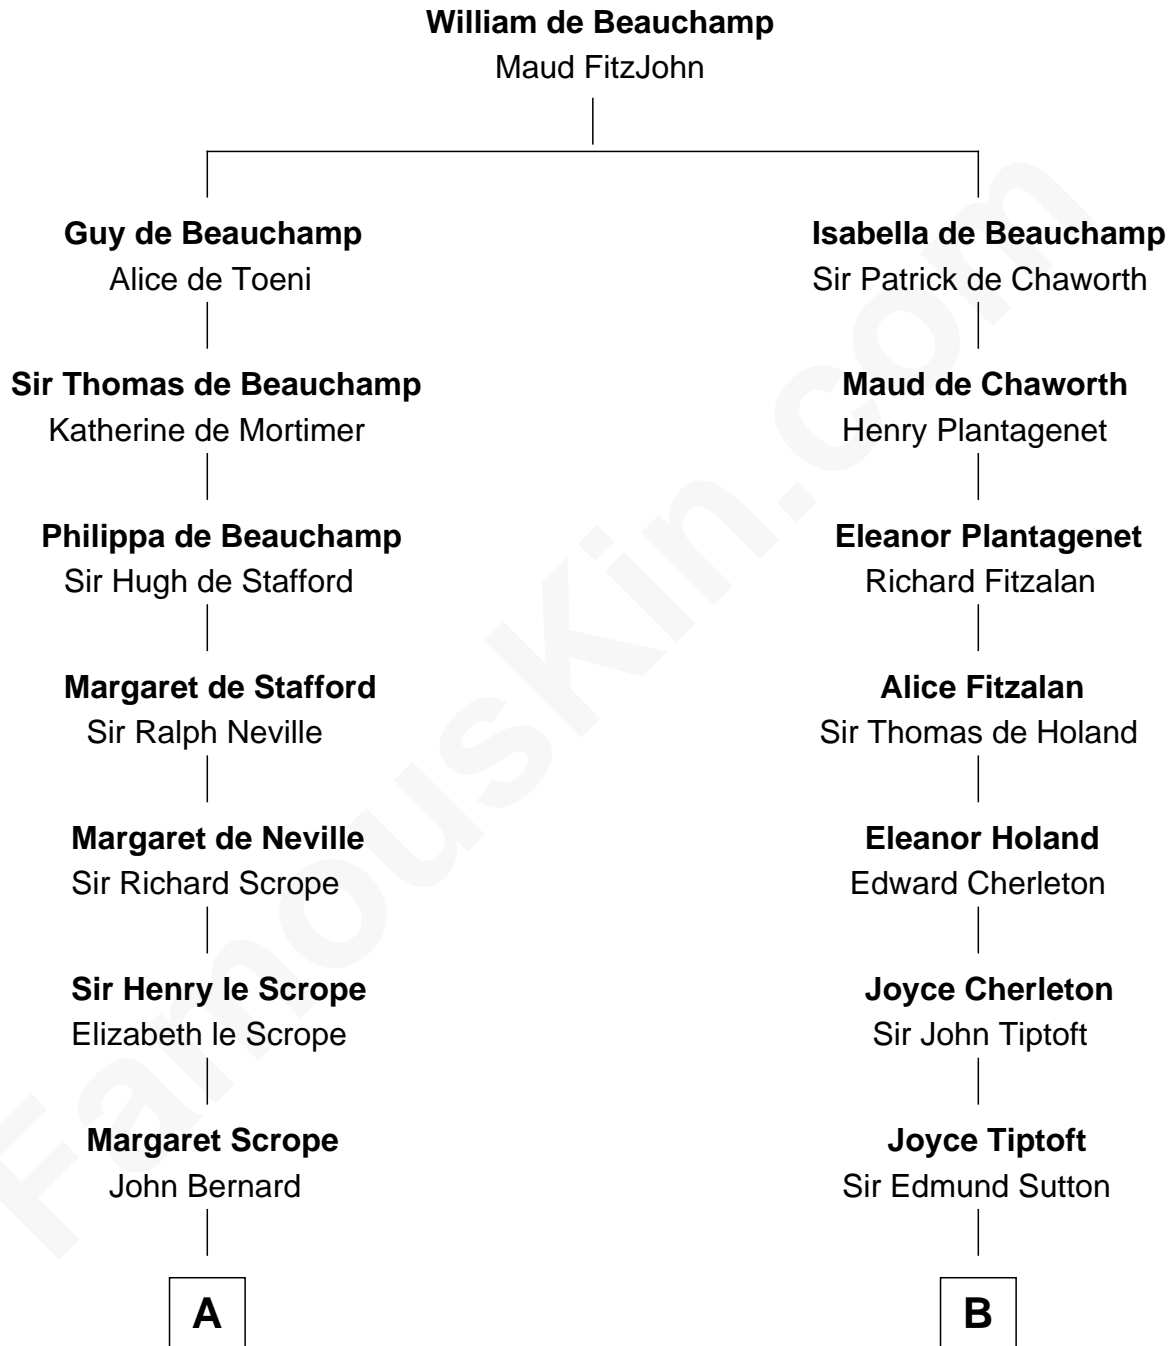 William de Beauchamp
Maud FitzJohn
Guy de Beauchamp
Alice de Toeni
Isabella de Beauchamp
Sir Patrick de Chaworth
Sir Thomas de Beauchamp
Katherine de Mortimer
Maud de Chaworth
Henry Plantagenet
Philippa de Beauchamp
Sir Hugh de Stafford
Eleanor Plantagenet
Richard Fitzalan
Margaret de Stafford
Sir Ralph Neville
Alice Fitzalan
Sir Thomas de Holand
Margaret de Neville
Sir Richard Scrope
Eleanor Holand
Edward Cherleton
Sir Henry le Scrope
Elizabeth le Scrope
Joyce Cherleton
Sir John Tiptoft
Margaret Scrope
John Bernard
Joyce Tiptoft
Sir Edmund Sutton
A
B
FamousKin.com